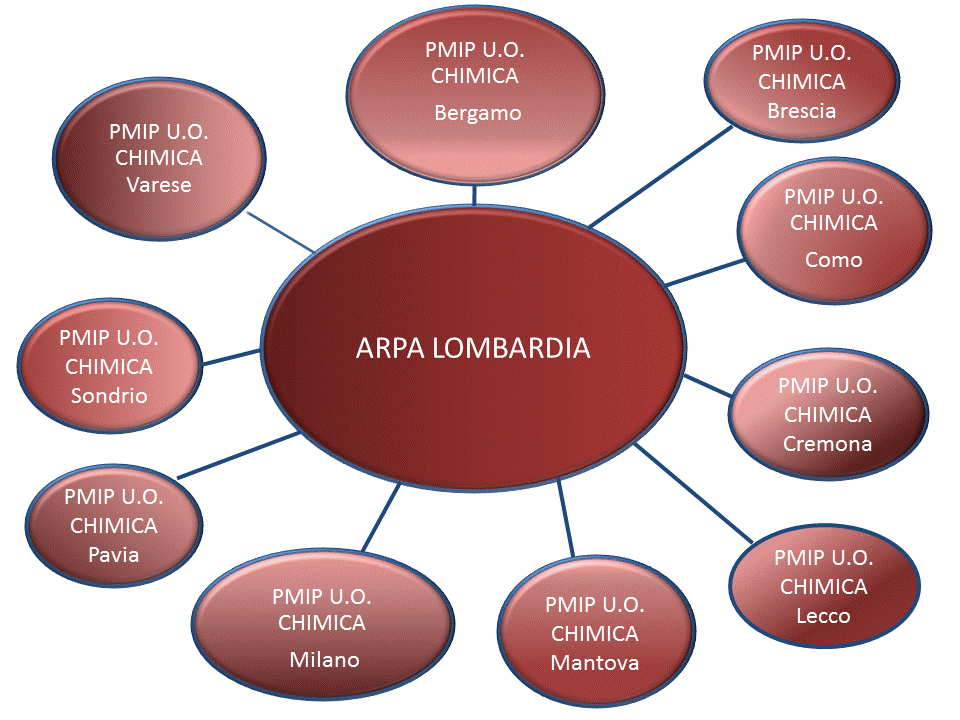 PMIP U.O.
CHIMICA
Bergamo
PMIP U.O.
CHIMICA
Brescia
PMIP U.O.
CHIMICA
Varese
PMIP U.O.
CHIMICA
Como
ARPA LOMBARDIA
PMIP U.O.
CHIMICA
Sondrio
PMIP U.O.
CHIMICA
Cremona
PMIP U.O.
CHIMICA
Pavia
PMIP U.O.
CHIMICA
Milano
PMIP U.O.
CHIMICA
Mantova
PMIP U.O.
CHIMICA
Lecco